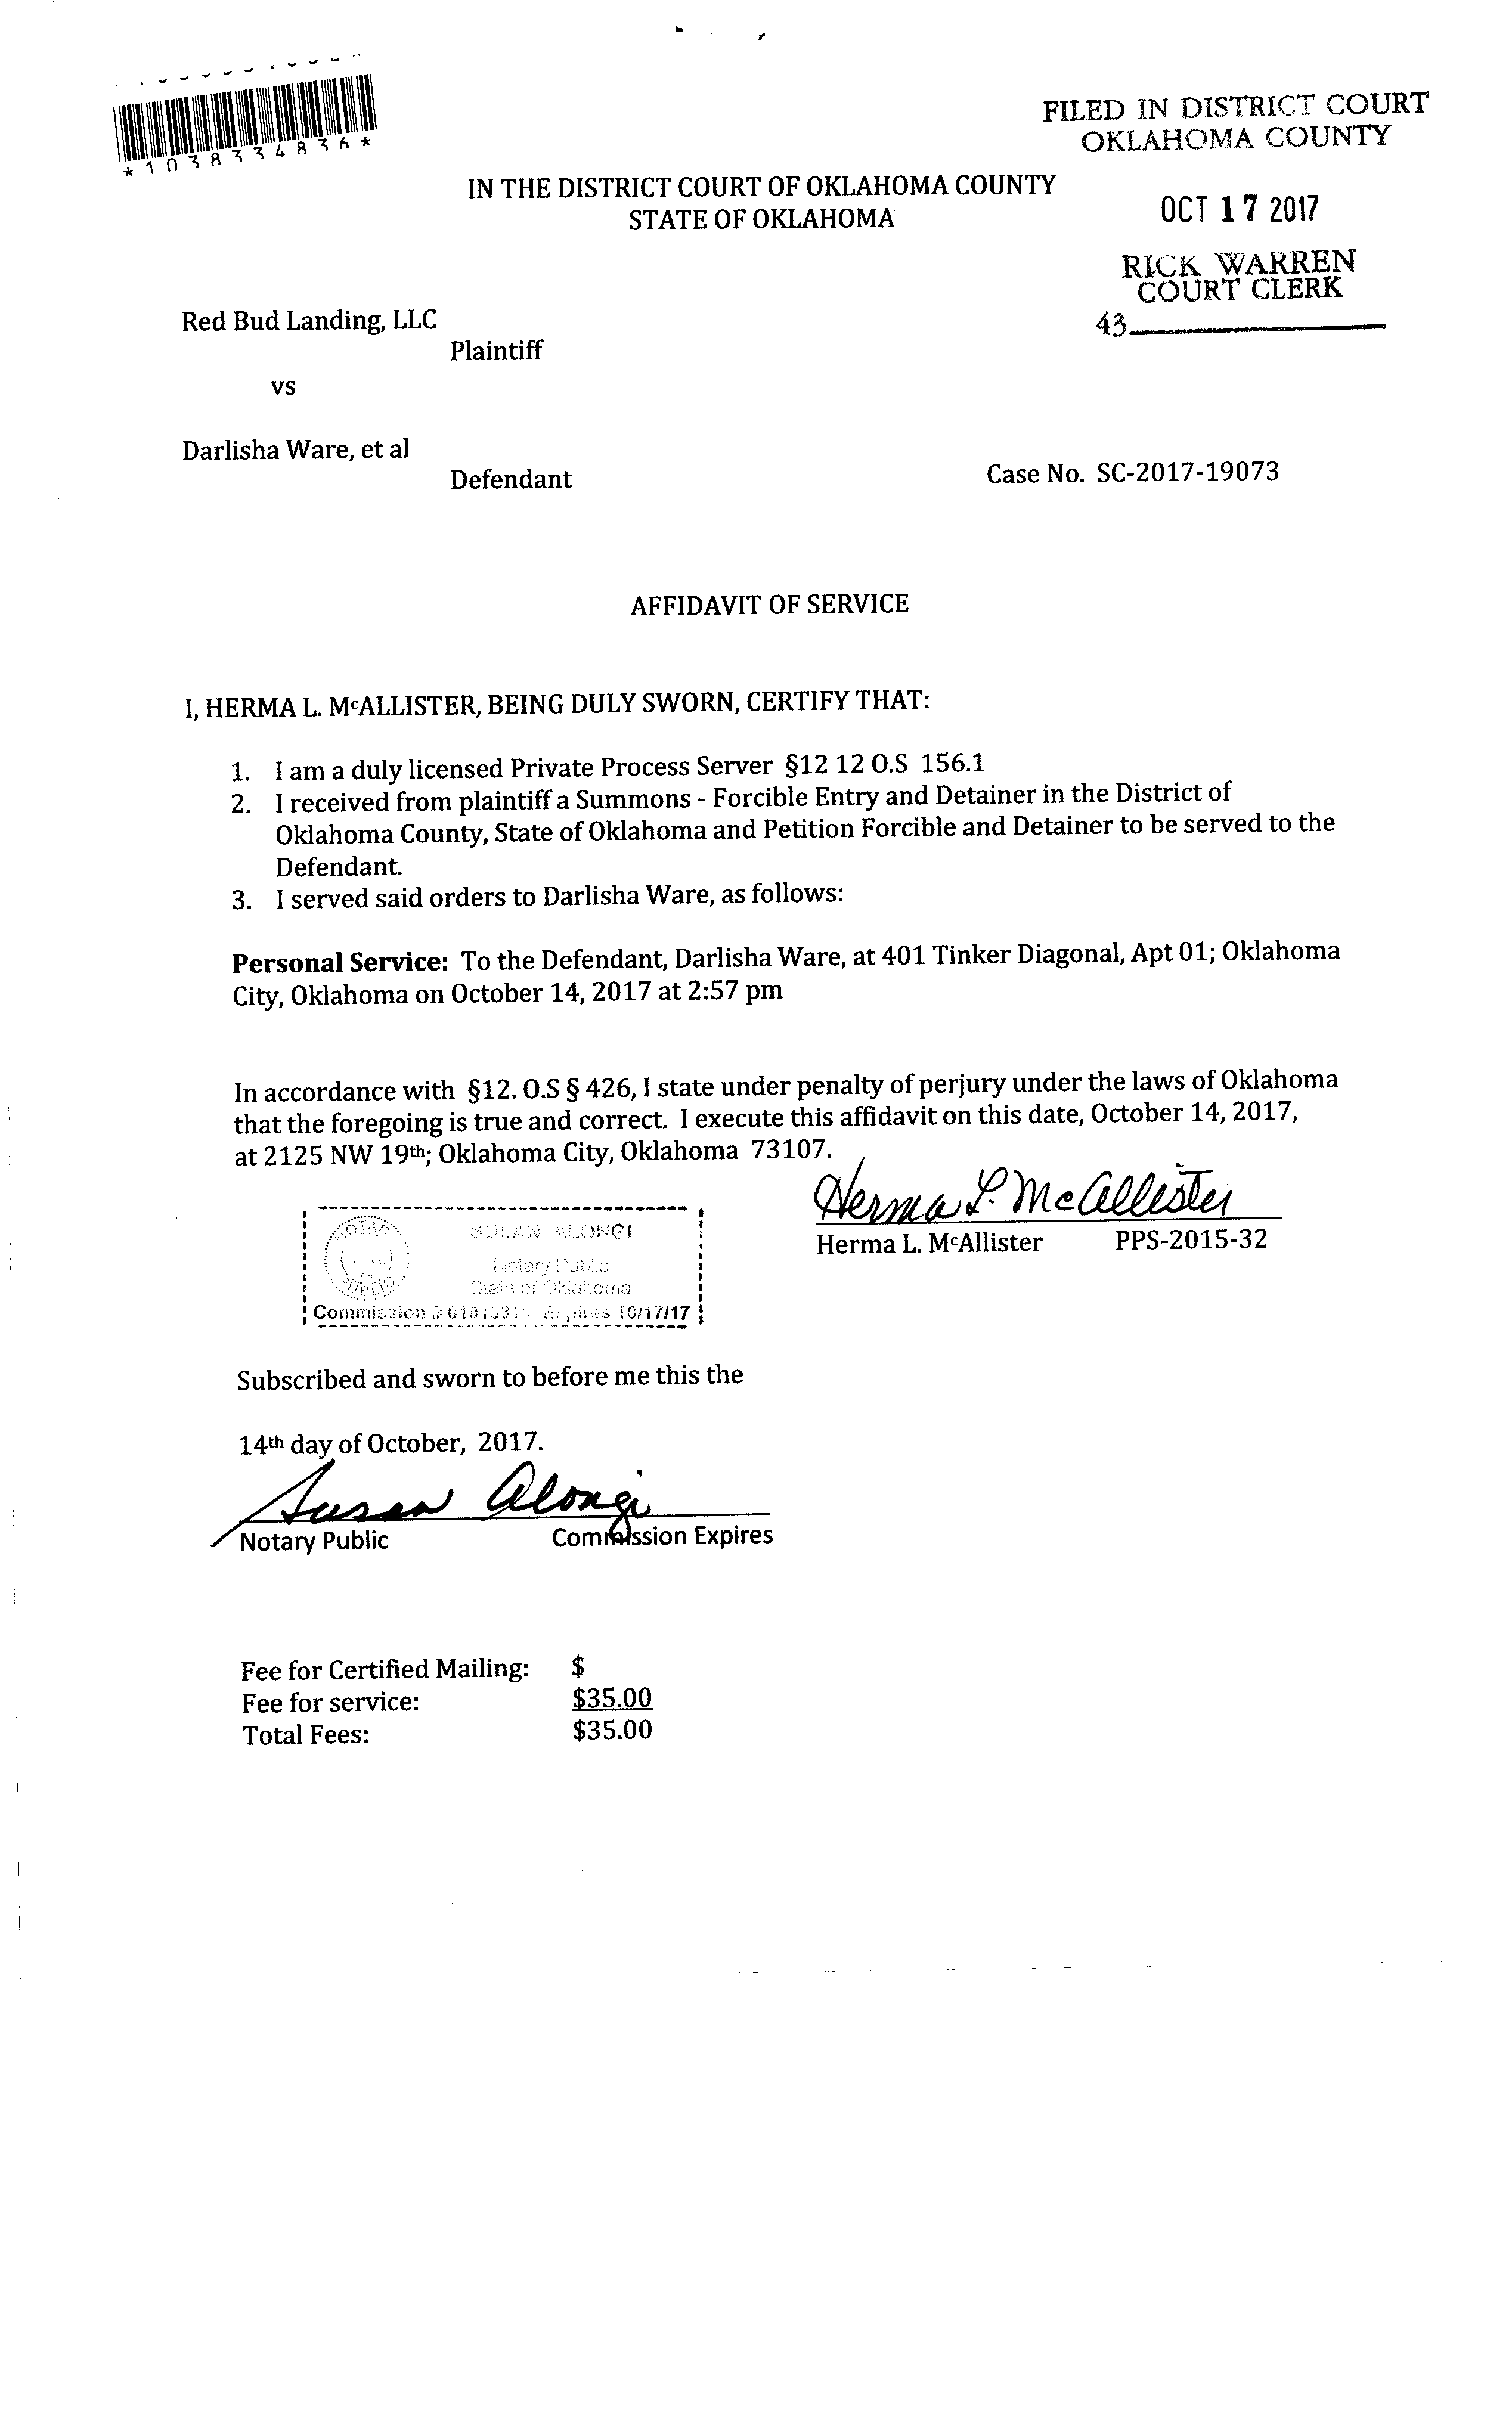 *1038334836*
FILED IN DISTRICT COURT
OKLAHOMA COUNTY
IN THE DISTRICT COURT OF OKLAHOMA COUNTY
STATE OF OKLAHOMA
OCT 17 2017
RICK WARREN
COURT CLERK
43
Red Bud Landing, LLC
Plaintiff
vs
Darlisha Ware, et al
Defendant
Case No. SC-2017-19073
AFFIDAVIT OF SERVICE
I, HERMA L. McALLISTER, BEING DULY SWORN, CERTIFY THAT:
1. I am a duly licensed Private Process Server §12 12 O.S 156.1
2. I received from plaintiff a Summons - Forcible Entry and Detainer in the District of
Oklahoma County, State of Oklahoma and Petition Forcible and Detainer to be served to the
Defendant.
3. I served said orders to Darlisha Ware, as follows:
Personal Service: To the Defendant, Darlisha Ware, at 401 Tinker Diagonal, Apt 01; Oklahoma
City, Oklahoma on October 14, 2017 at 2:57 pm
In accordance with §12. O.S § 426, I state under penalty of perjury under the laws of Oklahoma
that the foregoing is true and correct. I execute this affidavit on this date, October 14, 2017,
at 2125 NW 19th; Oklahoma City, Oklahoma 73107.
Herma L. McAllister
Herma L. McAllister PPS-2015-32
NOTARY
PUBLIC
SUSAN ALONGI
Notary Public
State of Oklahoma
Commission # Expires 10/17/17
Subscribed and sworn to before me this the
14th day of October, 2017.
Susan Alongi
Notary Public Commission Expires
Fee for Certified Mailing: $
Fee for service: $35.00
Total Fees: $35.00